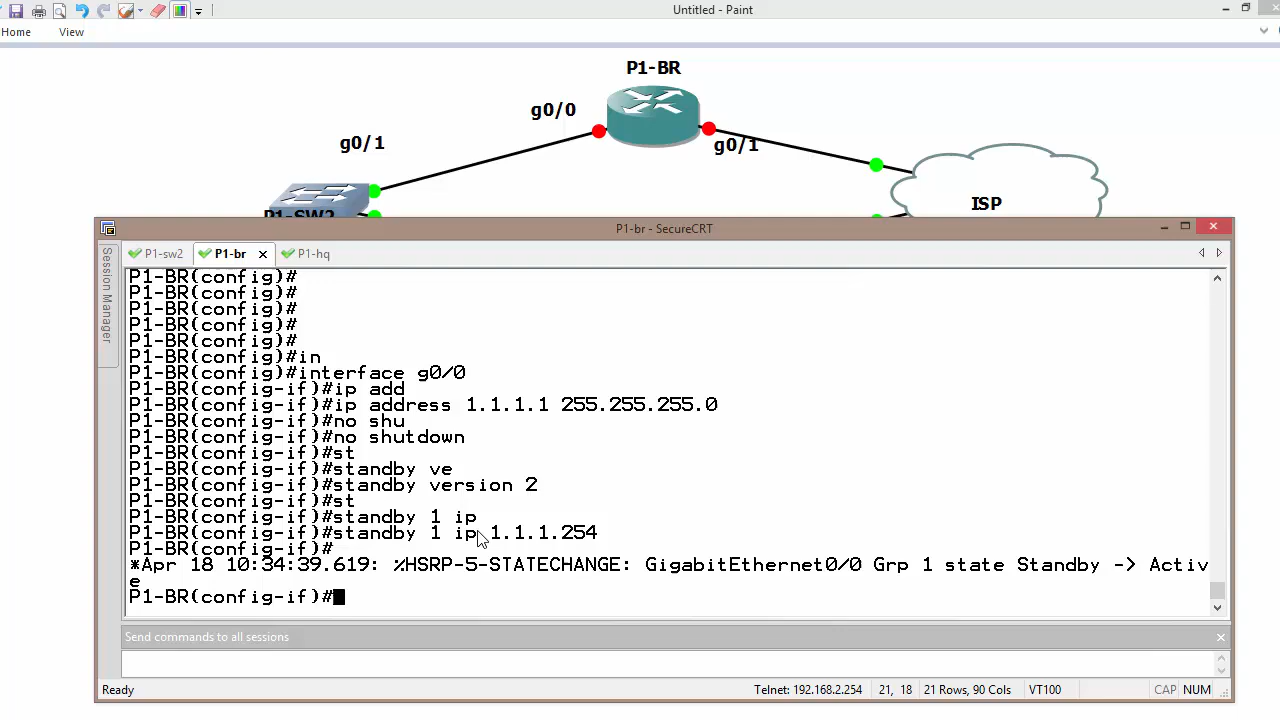 Untitled - Paint
Home View
P1-BR
g0/0
g0/1
g0/1
ISP
P1-SW2
P1-br - SecureCRT
P1-sw2 P1-br P1-hq
Session Manager
P1-BR(config)#
P1-BR(config)#
P1-BR(config)#
P1-BR(config)#
P1-BR(config)#
P1-BR(config)#in
P1-BR(config)#interface g0/0
P1-BR(config-if)#ip add
P1-BR(config-if)#ip address 1.1.1.1 255.255.255.0
P1-BR(config-if)#no shu
P1-BR(config-if)#no shutdown
P1-BR(config-if)#st
P1-BR(config-if)#standby ve
P1-BR(config-if)#standby version 2
P1-BR(config-if)#st
P1-BR(config-if)#standby 1 ip
P1-BR(config-if)#standby 1 ip 1.1.1.254
P1-BR(config-if)#
*Apr 18 10:34:39.619: %HSRP-5-STATECHANGE: GigabitEthernet0/0 Grp 1 state Standby -> Activ
e
P1-BR(config-if)#
Send commands to all sessions
Ready Telnet: 192.168.2.254 21, 18 21 Rows, 90 Cols VT100 CAP NUM